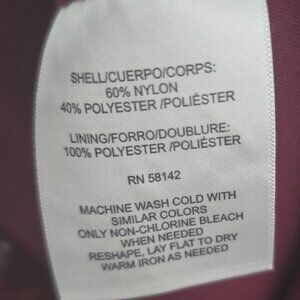 SHELL/CUERPO/CORPS:
60% NYLON
40% POLYESTER /POLIÉSTER
LINING/FORRO/DOUBLURE:
100% POLYESTER /POLIÉSTER
RN 58142
MACHINE WASH COLD WITH
SIMILAR COLORS
ONLY NON-CHLORINE BLEACH
WHEN NEEDED
RESHAPE, LAY FLAT TO DRY
WARM IRON AS NEEDED